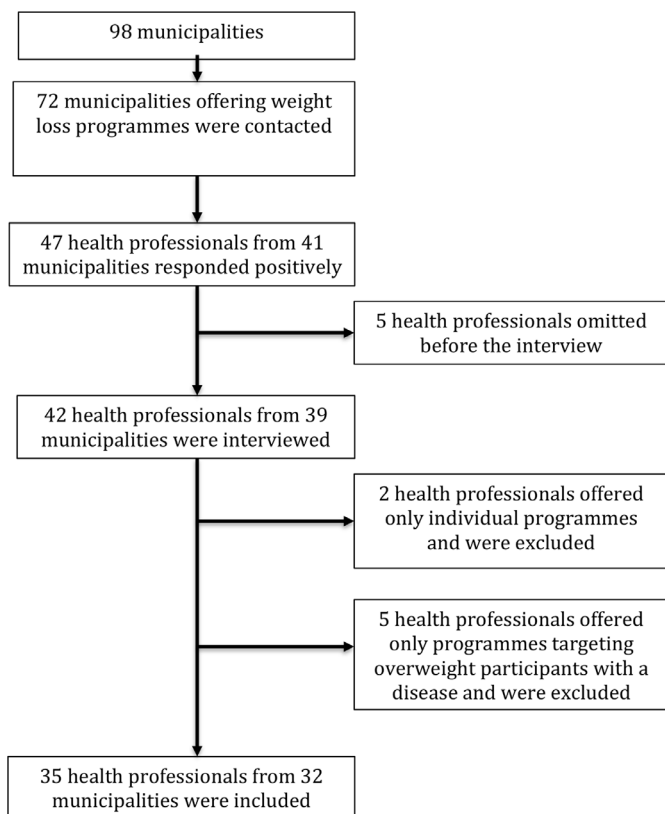 98 municipalities
72 municipalities offering weight
loss programmes were contacted
47 health professionals from 41
municipalities responded positively
5 health professionals omitted
before the interview
42 health professionals from 39
municipalities were interviewed
2 health professionals offered
only individual programmes
and were excluded
5 health professionals offered
only programmes targeting
overweight participants with a
disease and were excluded
35 health professionals from 32
municipalities were included